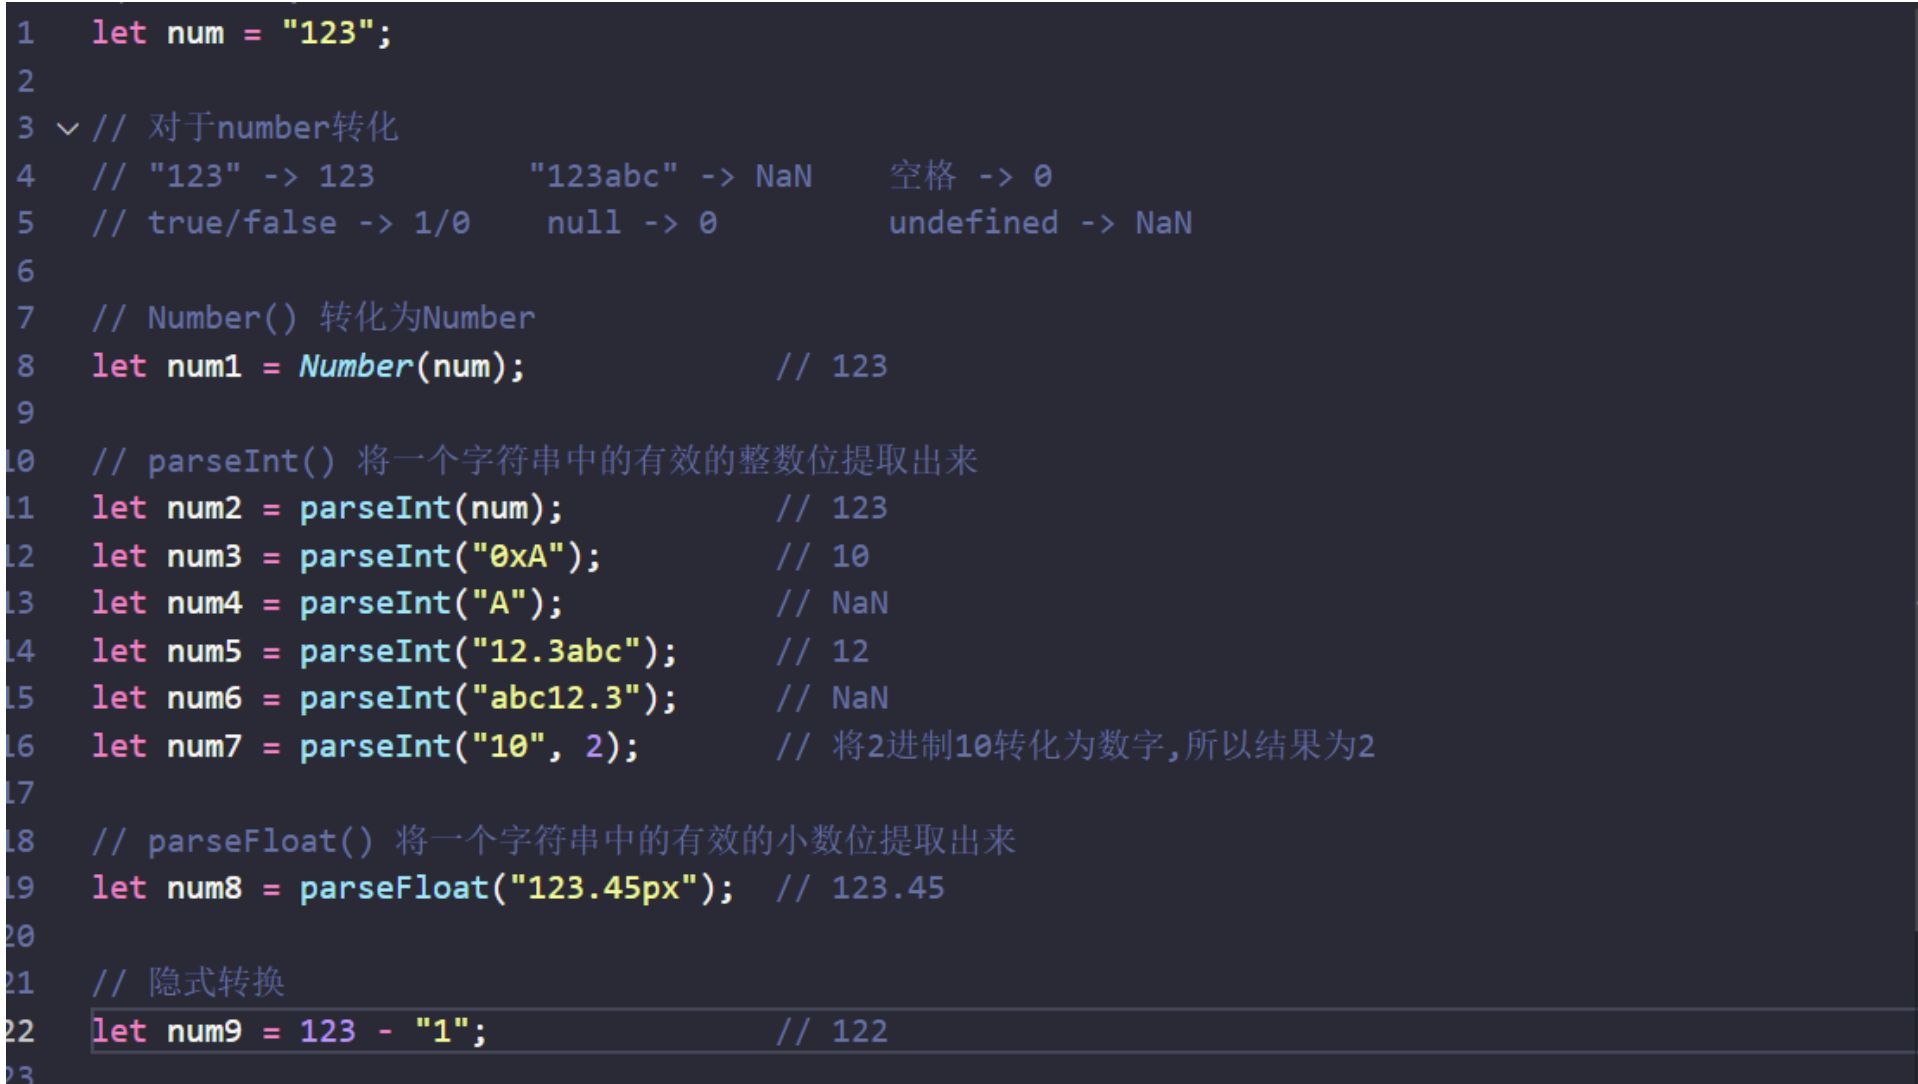 1 let num = "123";
2
3 // 对于number转化
4 // "123" -> 123 "123abc" -> NaN 空格 -> 0
5 // true/false -> 1/0 null -> 0 undefined -> NaN
6
7 // Number() 转化为Number
8 let num1 = Number(num); // 123
9
10 // parseInt() 将一个字符串中的有效的整数位提取出来
11 let num2 = parseInt(num); // 123
12 let num3 = parseInt("0xA"); // 10
13 let num4 = parseInt("A"); // NaN
14 let num5 = parseInt("12.3abc"); // 12
15 let num6 = parseInt("abc12.3"); // NaN
16 let num7 = parseInt("10", 2); // 将2进制10转化为数字,所以结果为2
17
18 // parseFloat() 将一个字符串中的有效的小数位提取出来
19 let num8 = parseFloat("123.45px"); // 123.45
20
21 // 隐式转换
22 let num9 = 123 - "1"; // 122
23